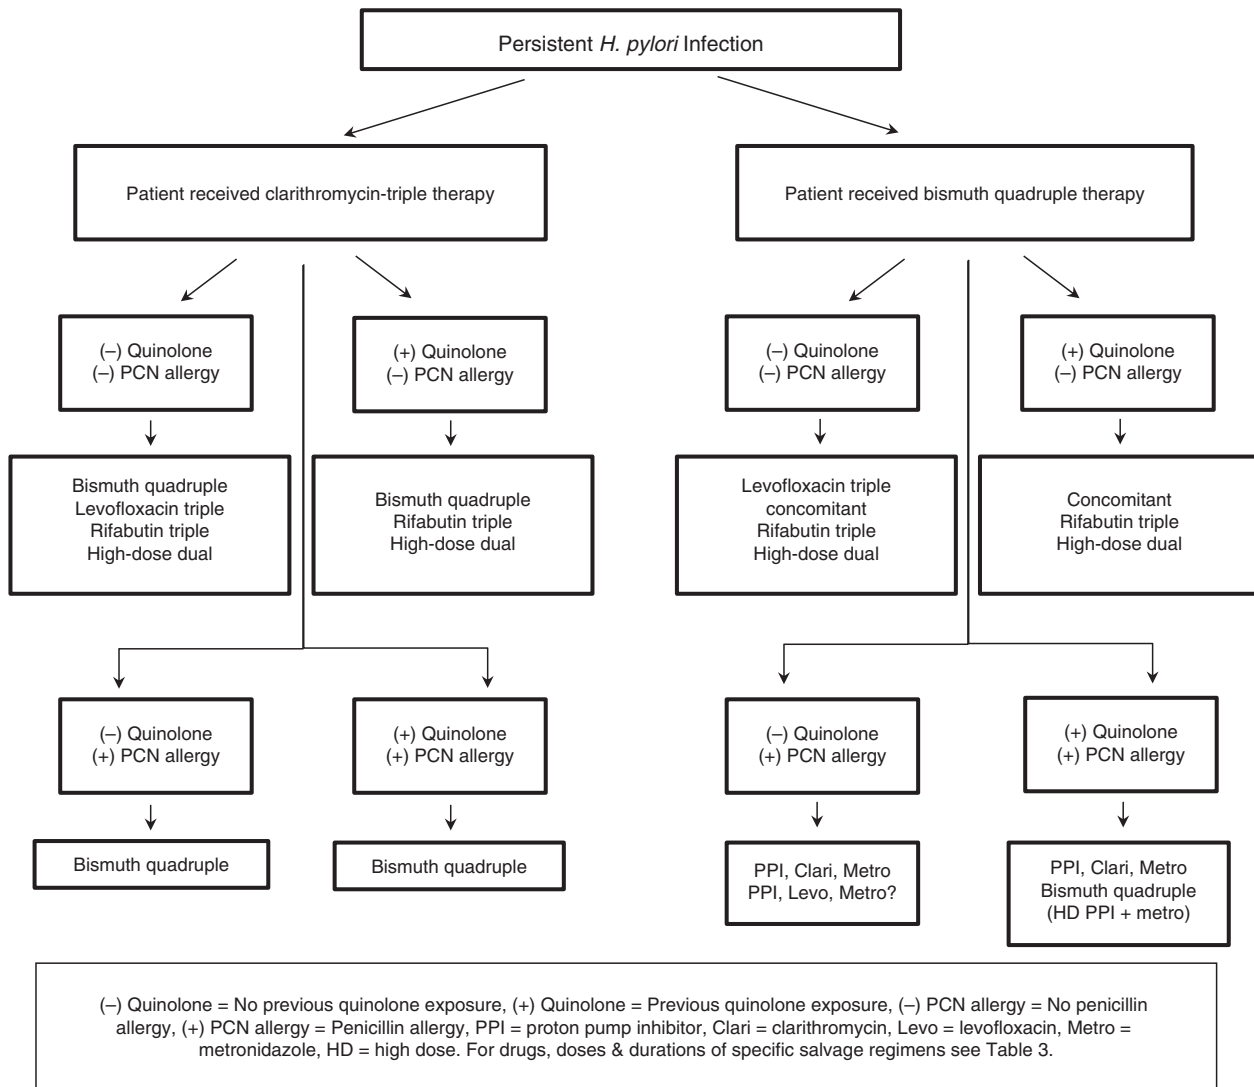 Persistent H. pylori Infection
Patient received clarithromycin-triple therapy
Patient received bismuth quadruple therapy
(–) Quinolone
(–) PCN allergy
(+) Quinolone
(–) PCN allergy
(–) Quinolone
(–) PCN allergy
(+) Quinolone
(–) PCN allergy
Bismuth quadruple
Levofloxacin triple
Rifabutin triple
High-dose dual
Bismuth quadruple
Rifabutin triple
High-dose dual
Levofloxacin triple
concomitant
Rifabutin triple
High-dose dual
Concomitant
Rifabutin triple
High-dose dual
(–) Quinolone
(+) PCN allergy
(+) Quinolone
(+) PCN allergy
(–) Quinolone
(+) PCN allergy
(+) Quinolone
(+) PCN allergy
Bismuth quadruple
Bismuth quadruple
PPI, Clari, Metro
PPI, Levo, Metro?
PPI, Clari, Metro
Bismuth quadruple
(HD PPI + metro)
(–) Quinolone = No previous quinolone exposure, (+) Quinolone = Previous quinolone exposure, (–) PCN allergy = No penicillin
allergy, (+) PCN allergy = Penicillin allergy, PPI = proton pump inhibitor, Clari = clarithromycin, Levo = levofloxacin, Metro =
metronidazole, HD = high dose. For drugs, doses & durations of specific salvage regimens see Table 3.